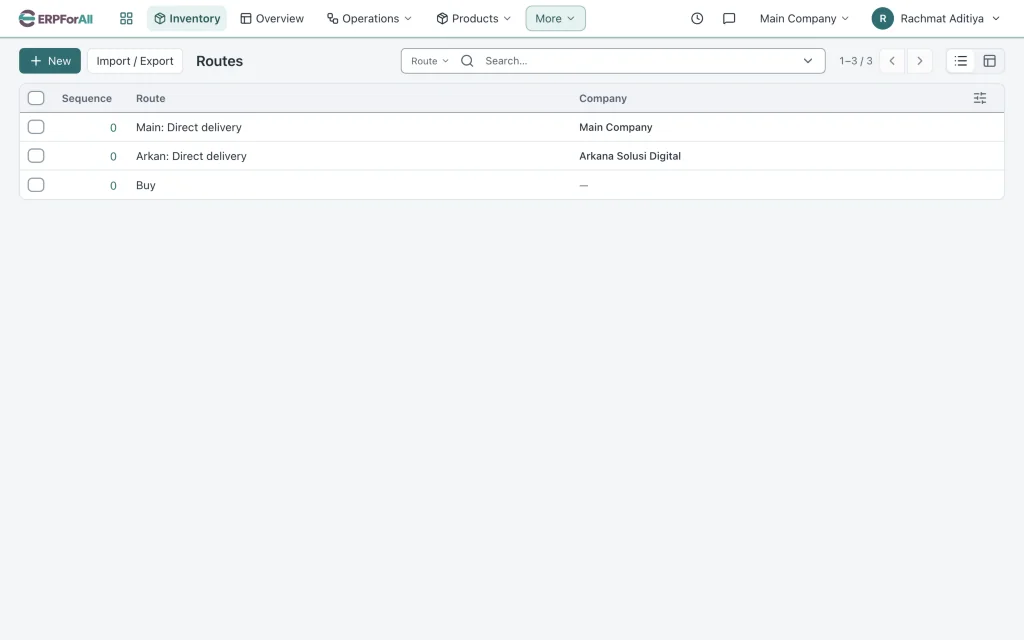 ERPForAll Inventory Overview Operations Products More Main Company R Rachmat Aditiya
New Import / Export Routes Route Search... 1–3 / 3
Sequence Route Company
0 Main: Direct delivery Main Company
0 Arkan: Direct delivery Arkana Solusi Digital
0 Buy —